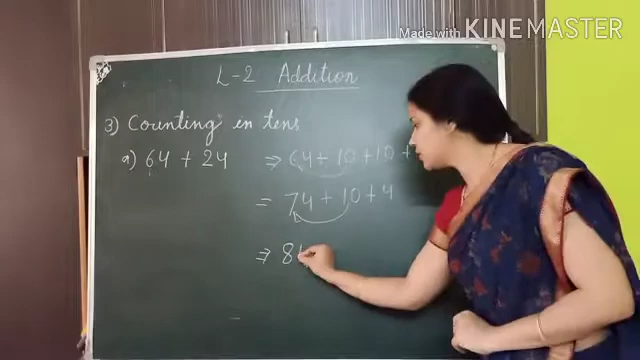 Made with KINEMASTER
L-2 Addition
3) Counting in tens
a) 64 + 24 ⇒ 64 + 10 + 10 +
= 74 + 10 + 4
⇒ 8